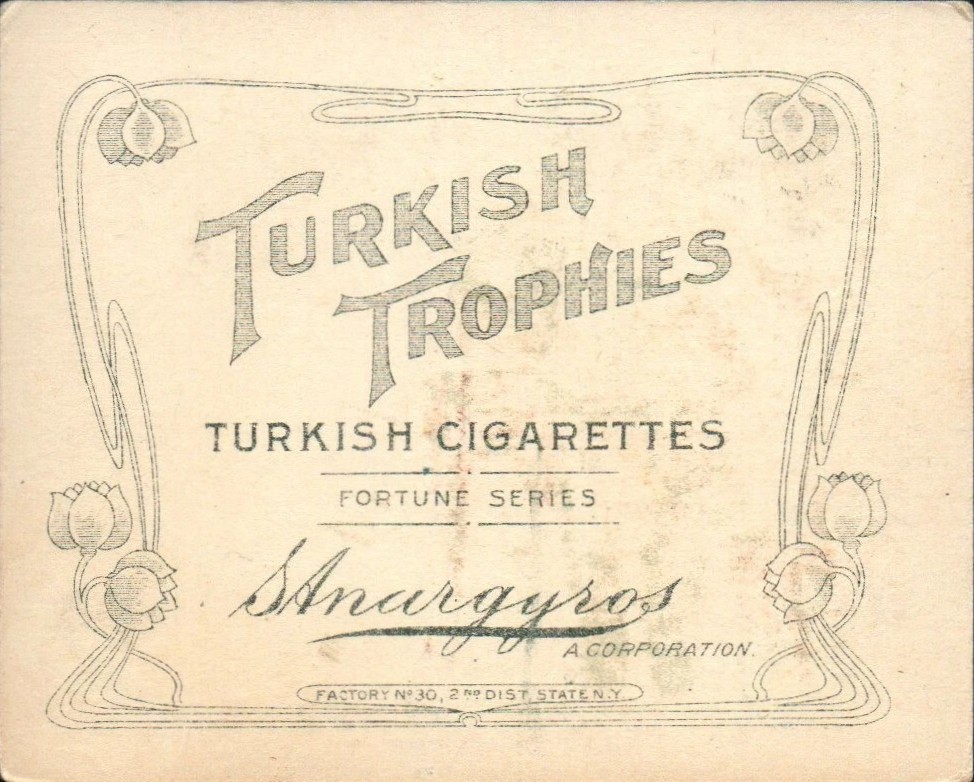 TURKISH
TROPHIES
TURKISH CIGARETTES
FORTUNE SERIES
S Anargyros
A CORPORATION.
FACTORY Nº 30, 2ND DIST. STATE N.Y.